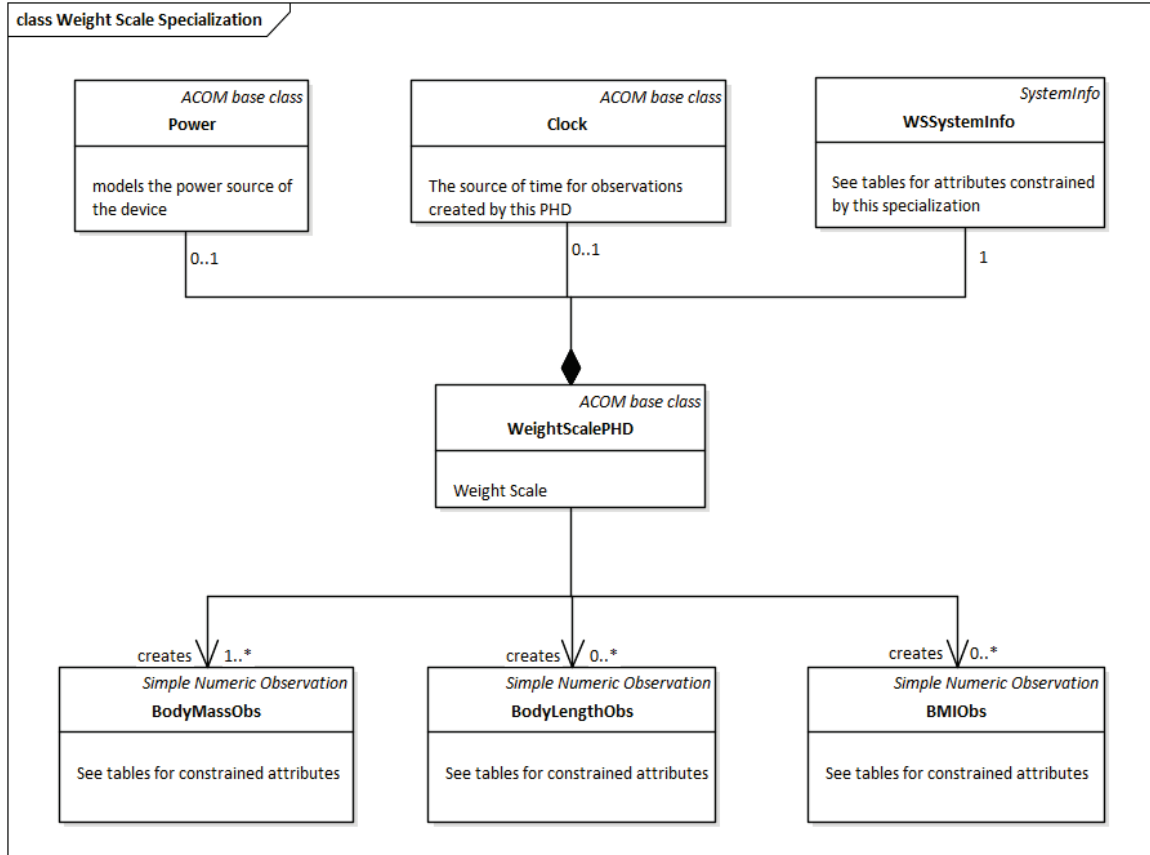 class Weight Scale Specialization
ACOM base class
Power
models the power source of
the device
ACOM base class
Clock
The source of time for observations
created by this PHD
SystemInfo
WSSystemInfo
See tables for attributes constrained
by this specialization
0..1
0..1
1
ACOM base class
WeightScalePHD
Weight Scale
creates
1..*
creates
0..*
creates
0..*
Simple Numeric Observation
BodyMassObs
See tables for constrained attributes
Simple Numeric Observation
BodyLengthObs
See tables for constrained attributes
Simple Numeric Observation
BMIObs
See tables for constrained attributes